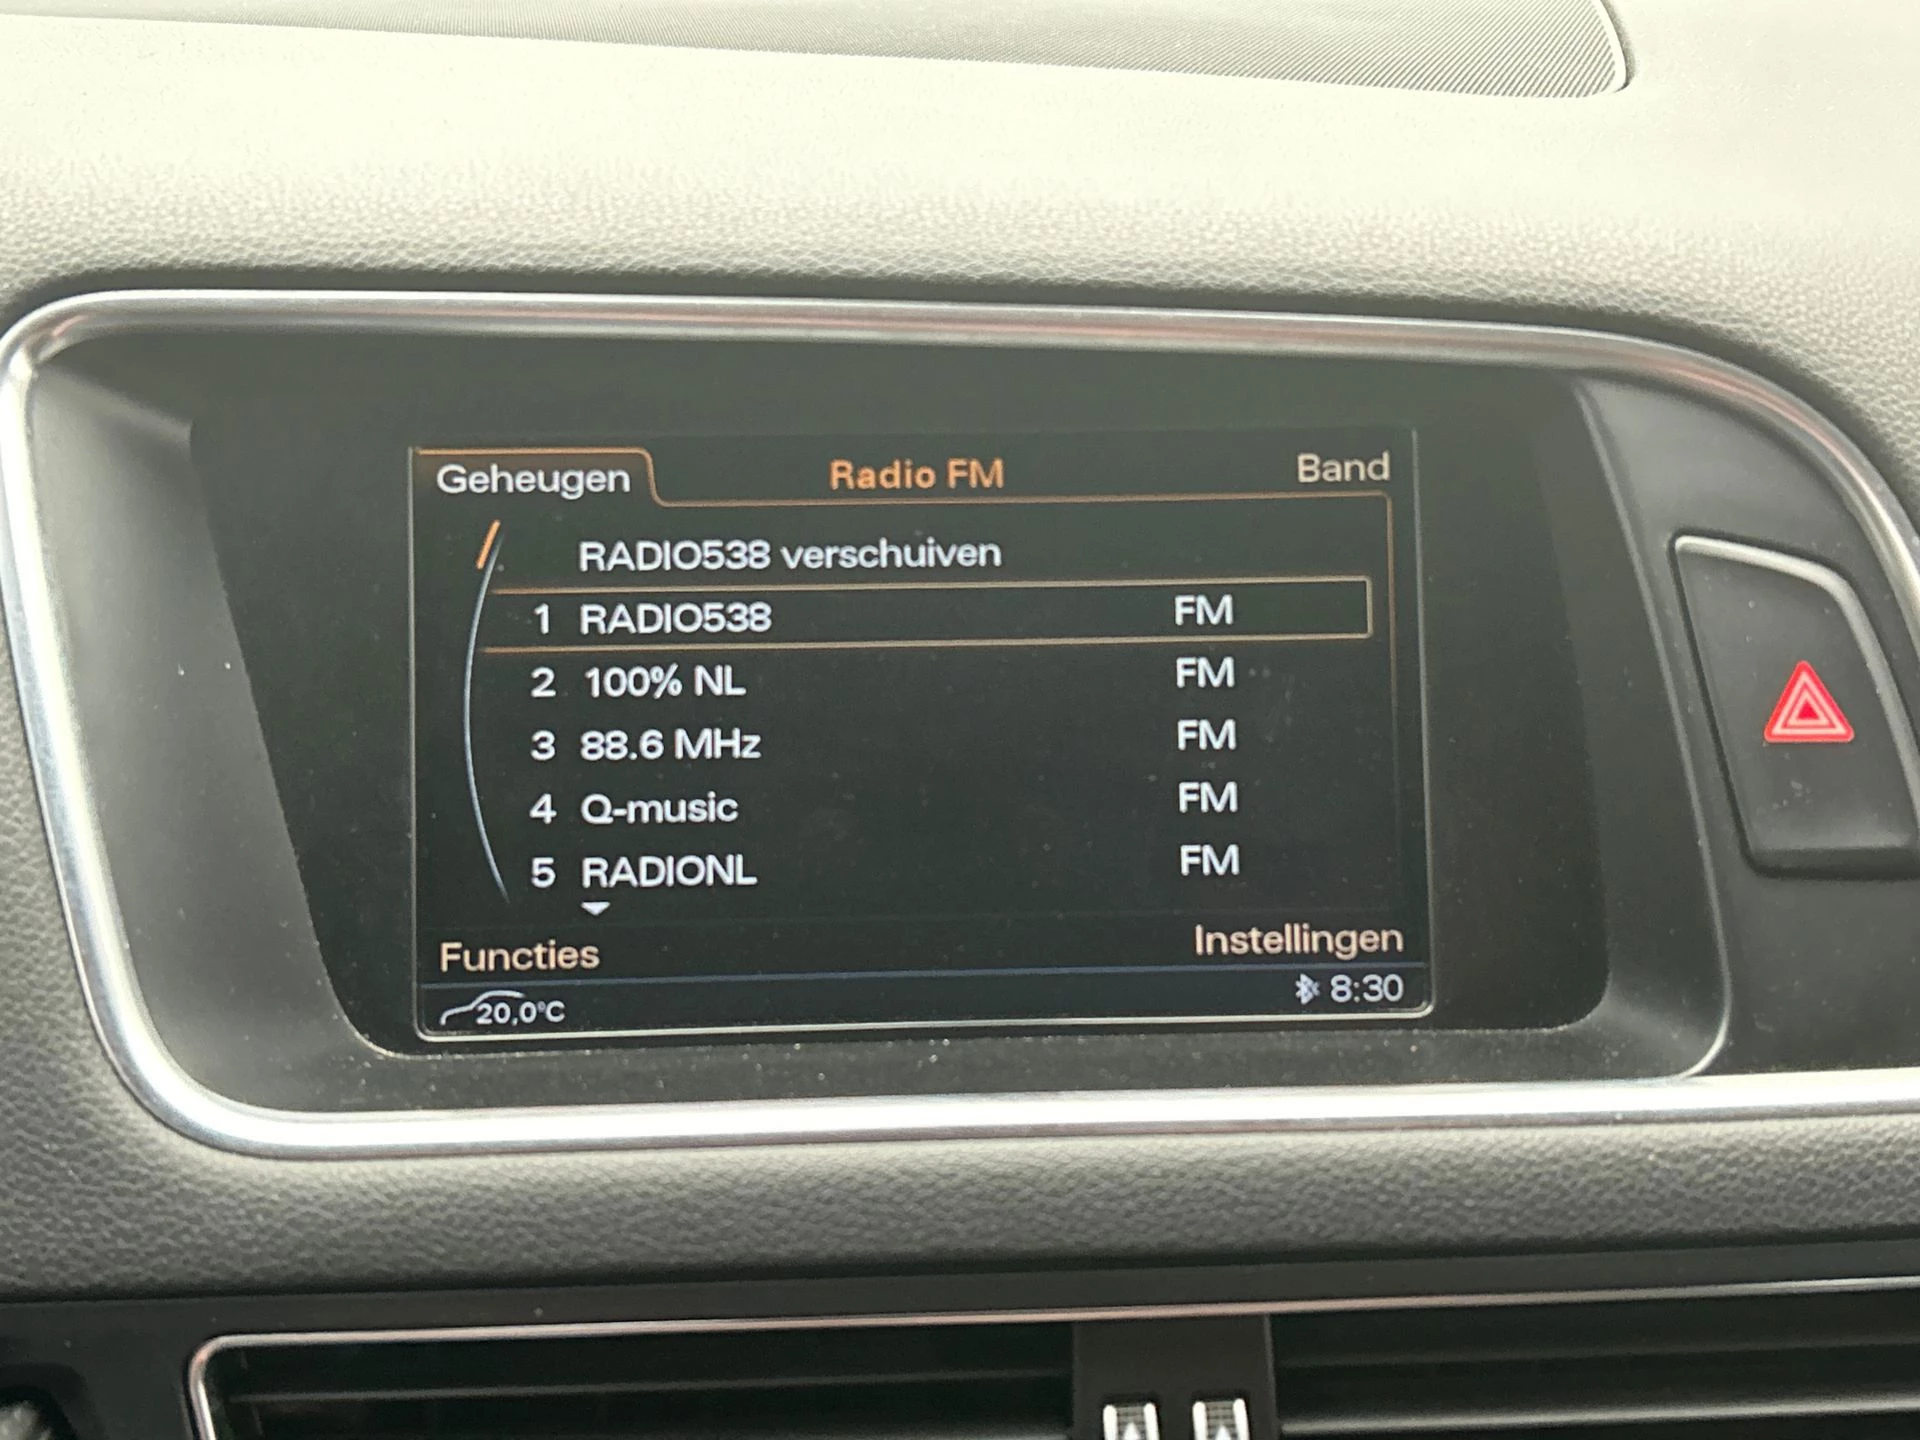 Geheugen Radio FM Band
RADIO538 verschuiven
1 RADIO538 FM
2 100% NL FM
3 88.6 MHz FM
4 Q-music FM
5 RADIONL FM
Functies Instellingen
20,0°C 8:30